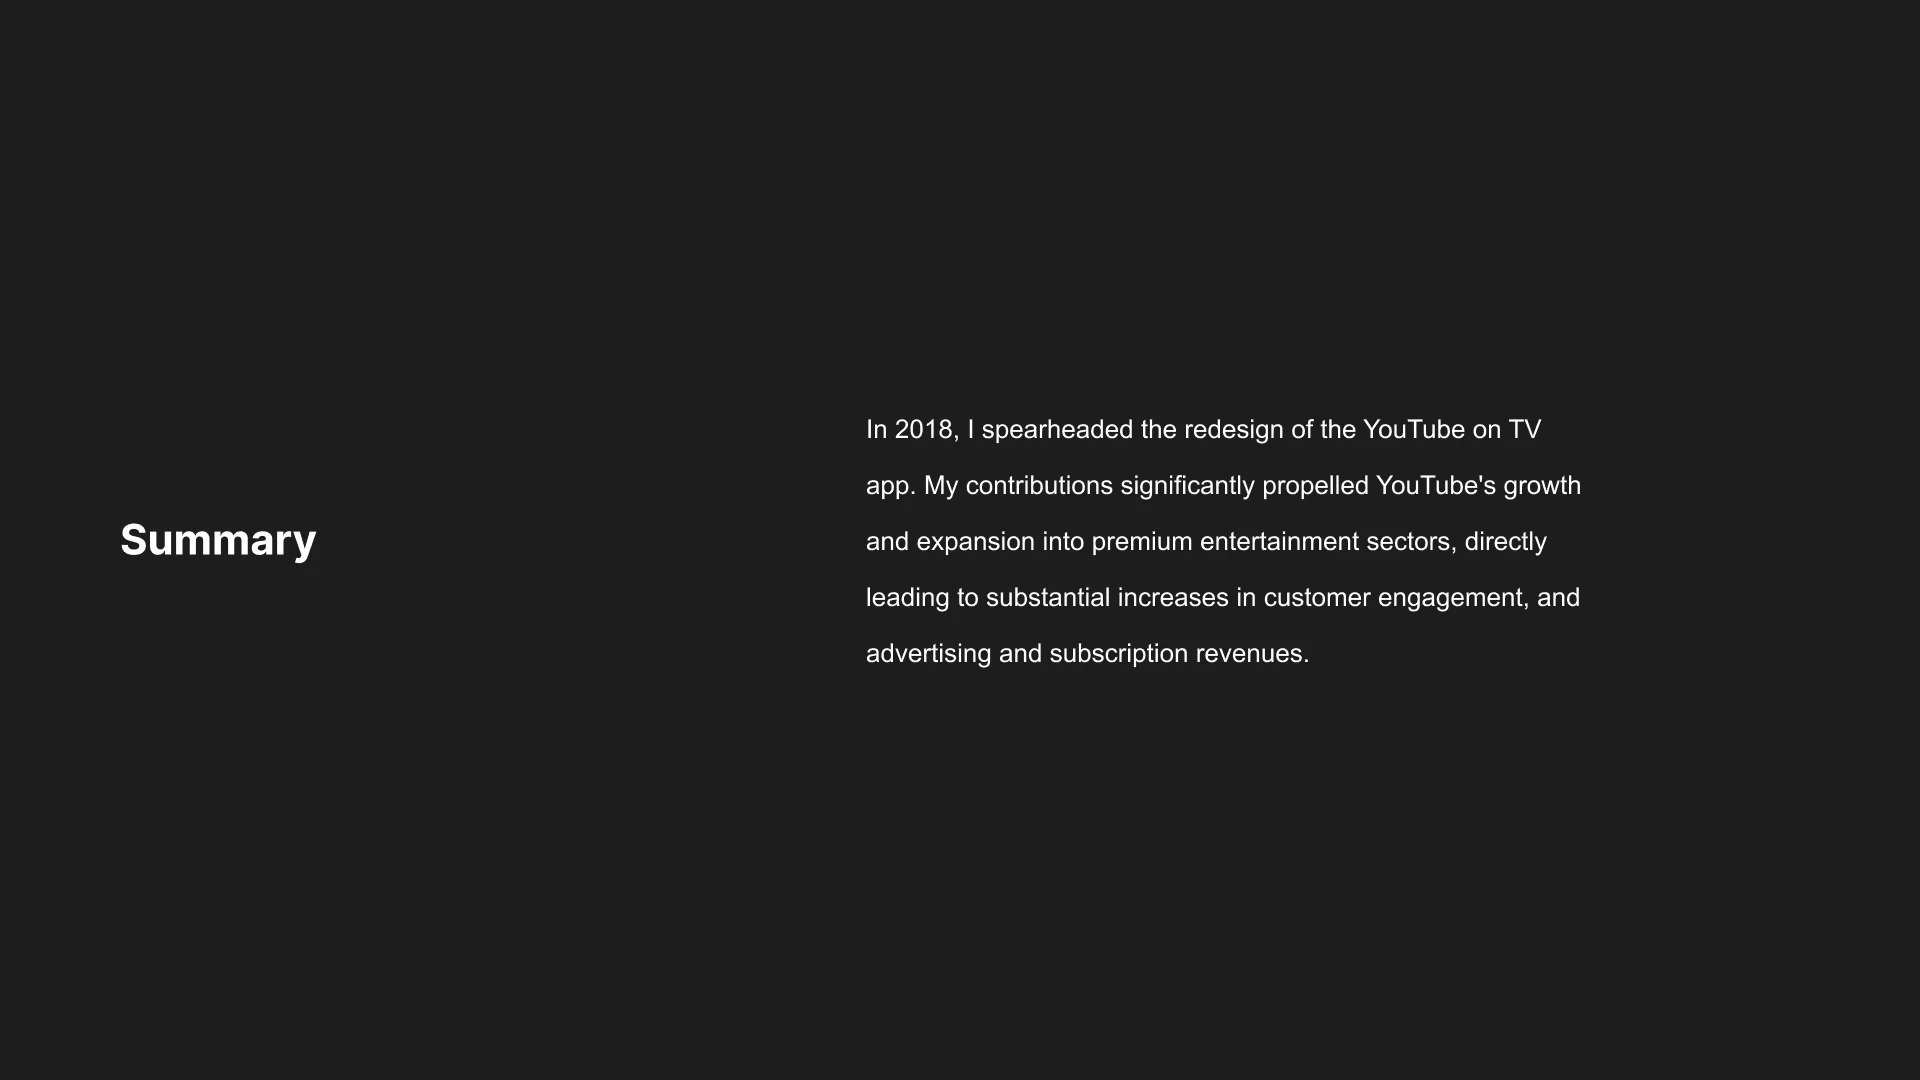 Summary
In 2018, I spearheaded the redesign of the YouTube on TV
app. My contributions significantly propelled YouTube's growth
and expansion into premium entertainment sectors, directly
leading to substantial increases in customer engagement, and
advertising and subscription revenues.